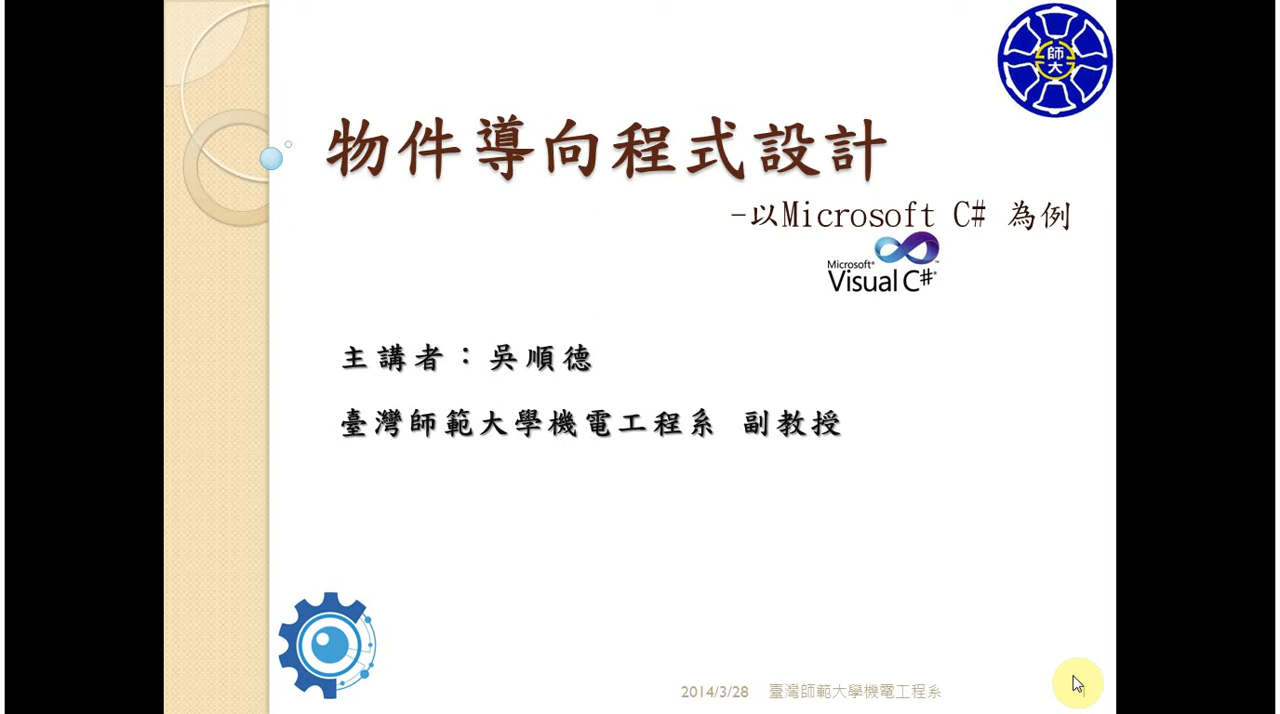 師大
物件導向程式設計
-以Microsoft C# 為例
Microsoft®
Visual C#
主講者：吳順德
臺灣師範大學機電工程系 副教授
2014/3/28 臺灣師範大學機電工程系